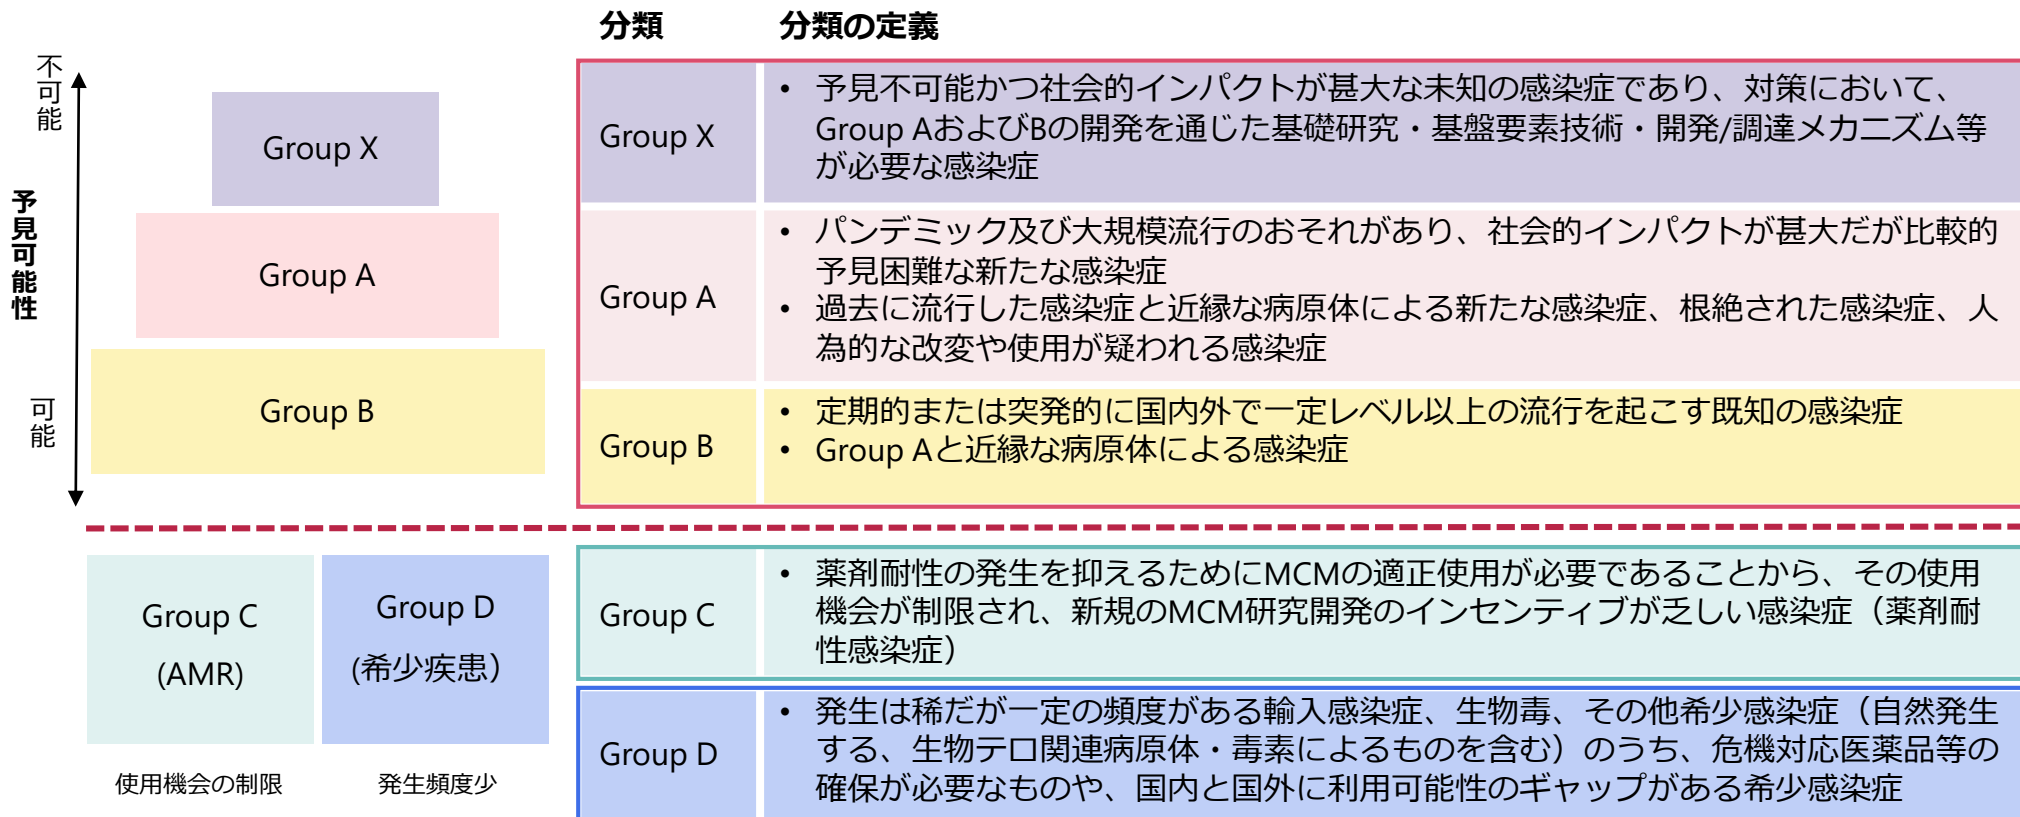 分類 分類の定義
不可能
予見可能性
可能
Group X
Group A
Group B
Group X
• 予見不可能かつ社会的インパクトが甚大な未知の感染症であり、対策において、
Group AおよびBの開発を通じた基礎研究・基盤要素技術・開発/調達メカニズム等
が必要な感染症
Group A
• パンデミック及び大規模流行のおそれがあり、社会的インパクトが甚大だが比較的
予見困難な新たな感染症
• 過去に流行した感染症と近縁な病原体による新たな感染症、根絶された感染症、人
為的な改変や使用が疑われる感染症
Group B
• 定期的または突発的に国内外で一定レベル以上の流行を起こす既知の感染症
• Group Aと近縁な病原体による感染症
Group C
(AMR)
使用機会の制限
Group D
(希少疾患）
発生頻度少
Group C
• 薬剤耐性の発生を抑えるためにMCMの適正使用が必要であることから、その使用
機会が制限され、新規のMCM研究開発のインセンティブが乏しい感染症（薬剤耐
性感染症）
Group D
• 発生は稀だが一定の頻度がある輸入感染症、生物毒、その他希少感染症（自然発生
する、生物テロ関連病原体・毒素によるものを含む）のうち、危機対応医薬品等の
確保が必要なものや、国内と国外に利用可能性のギャップがある希少感染症